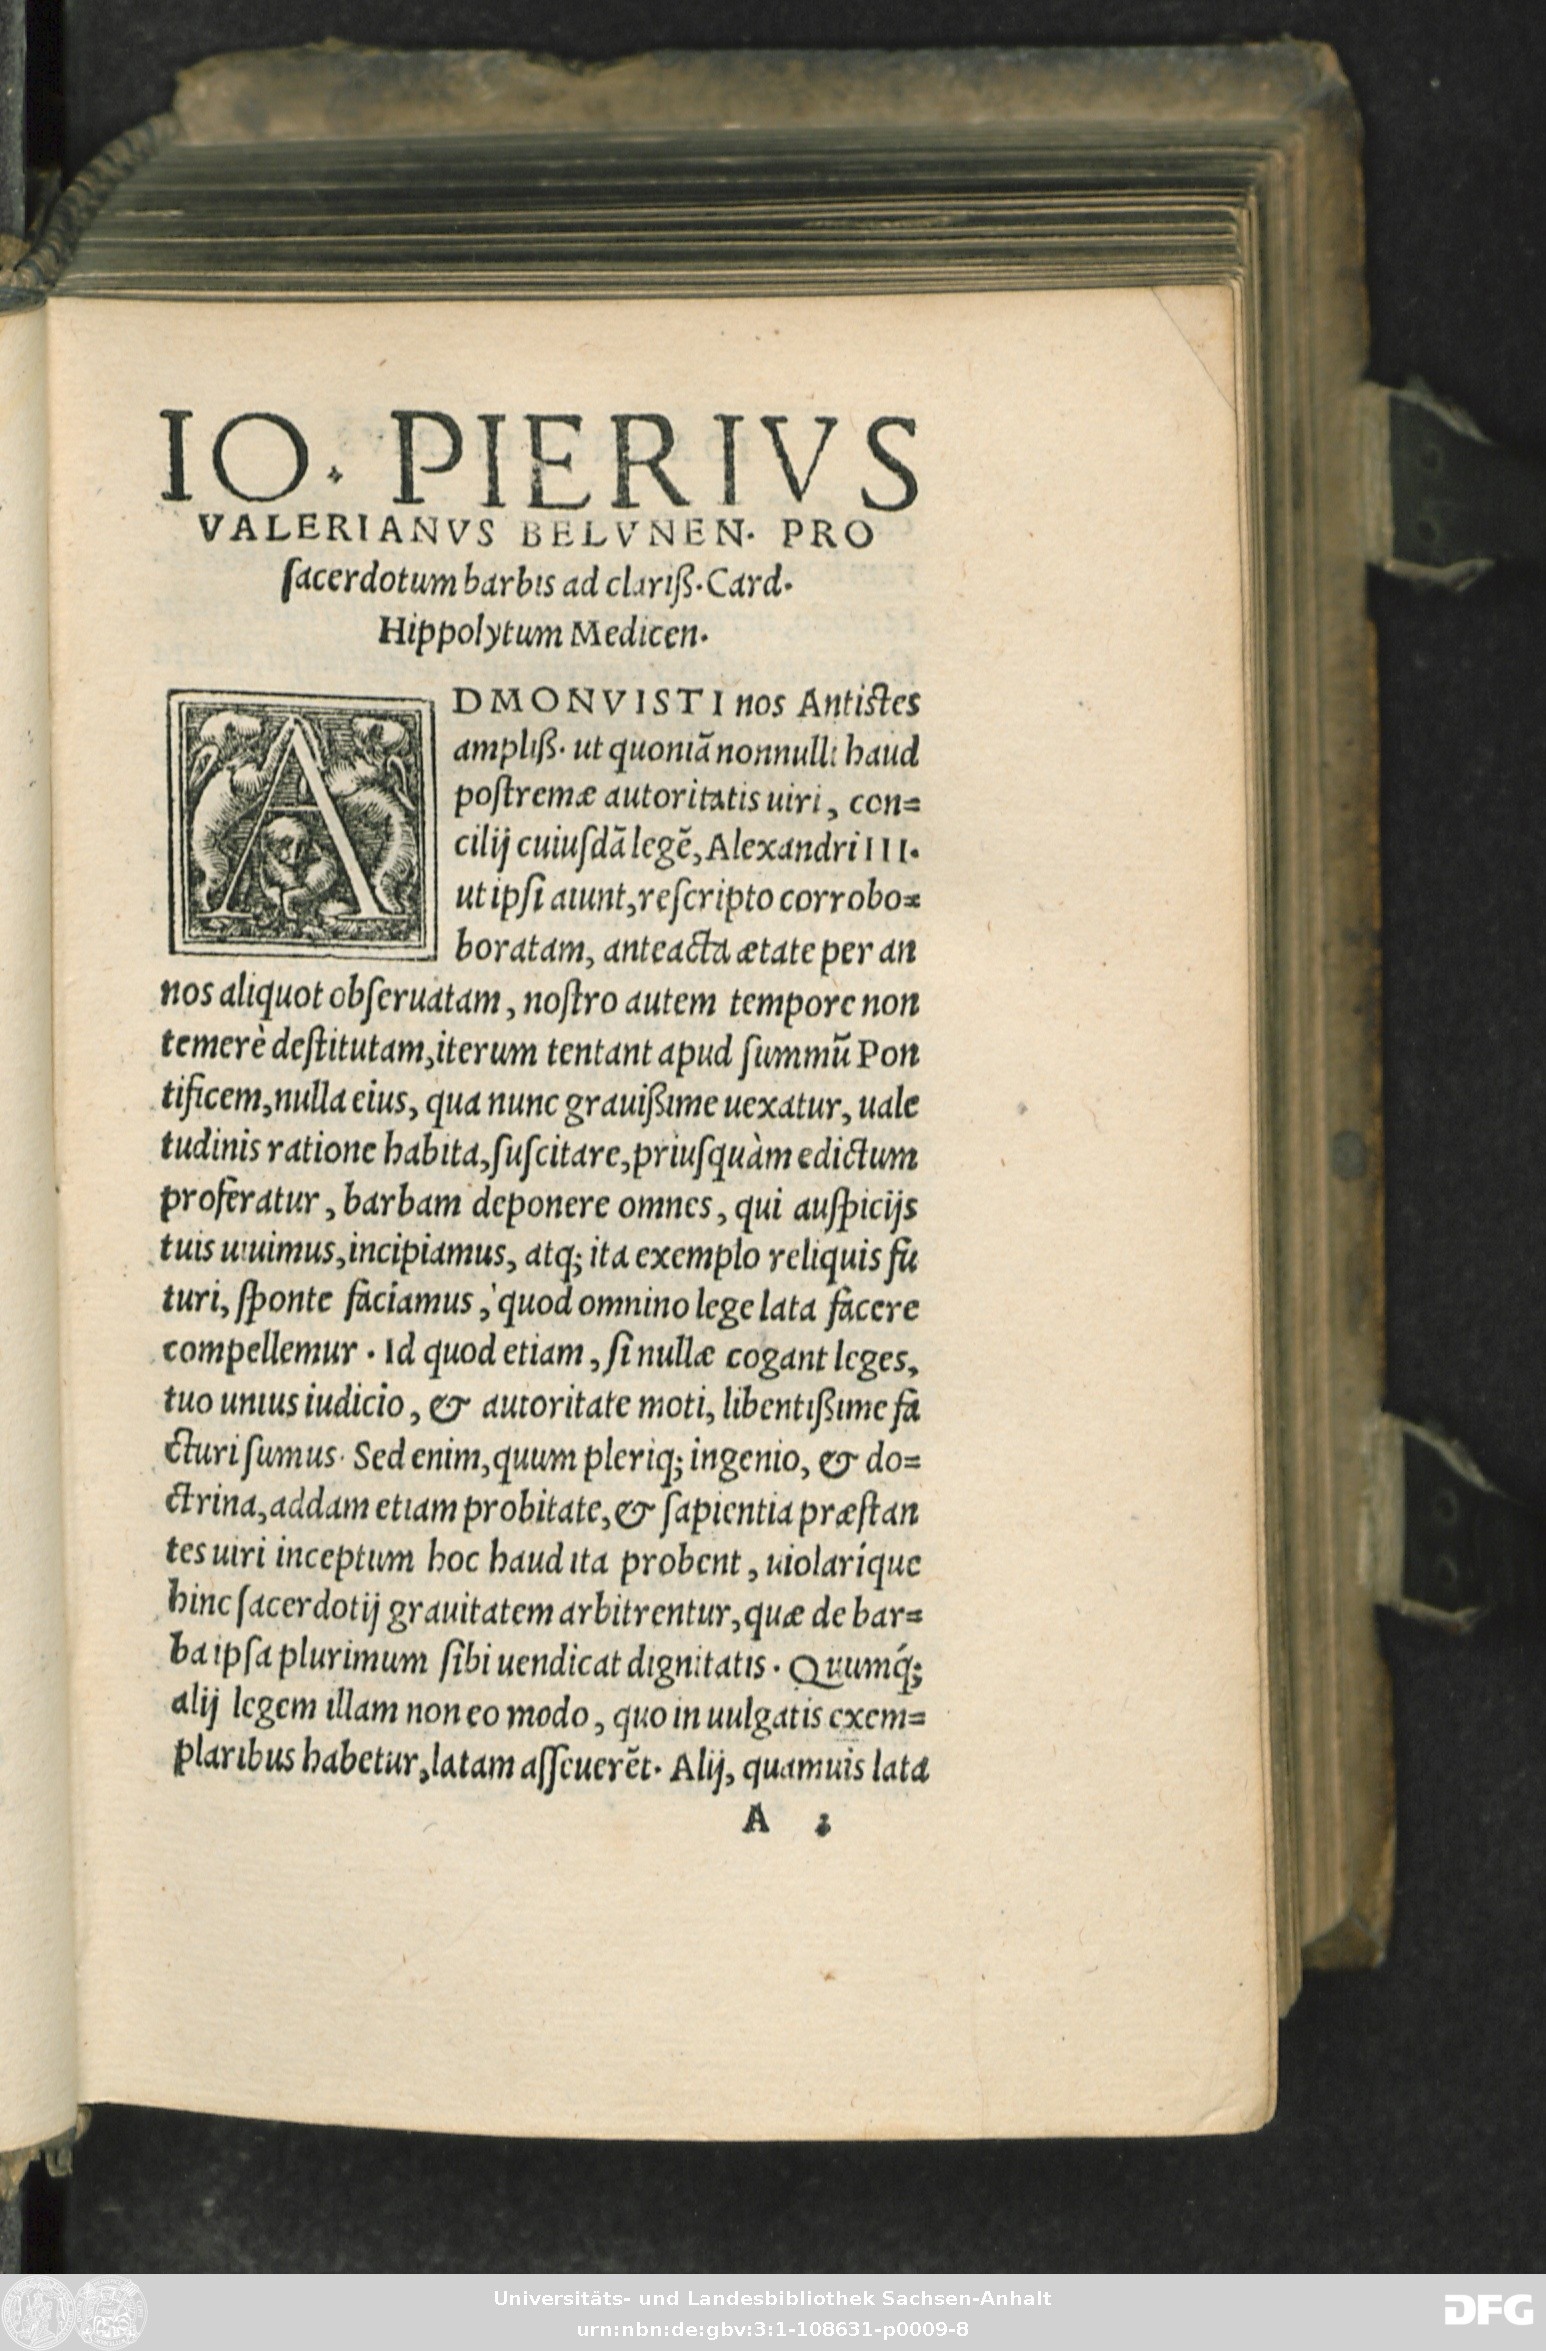 IO. PIERIVS
VALERIANVS BELVNEN. PRO
ſacerdotum barbis ad clariß. Card.
Hippolytum Medicen.
ADMONVISTI nos Antistes
ampliß. ut quoniã nonnulli haud
poſtremæ autoritatis uiri, con=
cilij cuiuſdã legẽ, Alexandri III.
ut ipſi aiunt, reſcripto corrobo=
boratam, anteacta ætate per an
nos aliquot obſeruatam, noſtro autem tempore non
temerè deſtitutam, iterum tentant apud ſummũ Pon
tificem, nulla eius, qua nunc grauißime uexatur, uale
tudinis ratione habita, ſuſcitare, priuſquàm edictum
proferatur, barbam deponere omnes, qui auſpicijs
tuis uiuimus, incipiamus, atq; ita exemplo reliquis fu
turi, ſponte faciamus, quod omnino lege lata facere
compellemur. Id quod etiam, ſi nullæ cogant leges,
tuo unius iudicio, & autoritate moti, libentißime fa
cturi ſumus. Sed enim, quum pleriq; ingenio, & do=
ctrina, addam etiam probitate, & ſapientia præſtan
tes uiri inceptum hoc haud ita probent, uiolaríque
hinc ſacerdotij grauitatem arbitrentur, quæ de bar=
ba ipſa plurimum ſibi uendicat dignitatis. Quumq́;
alij legem illam non eo modo, quo in uulgatis exem=
plaribus habetur, latam aſſeuerẽt. Alij, quamuis lata
A 2
Universitäts- und Landesbibliothek Sachsen-Anhalt
urn:nbn:de:gbv:3:1-108631-p0009-8
DFG